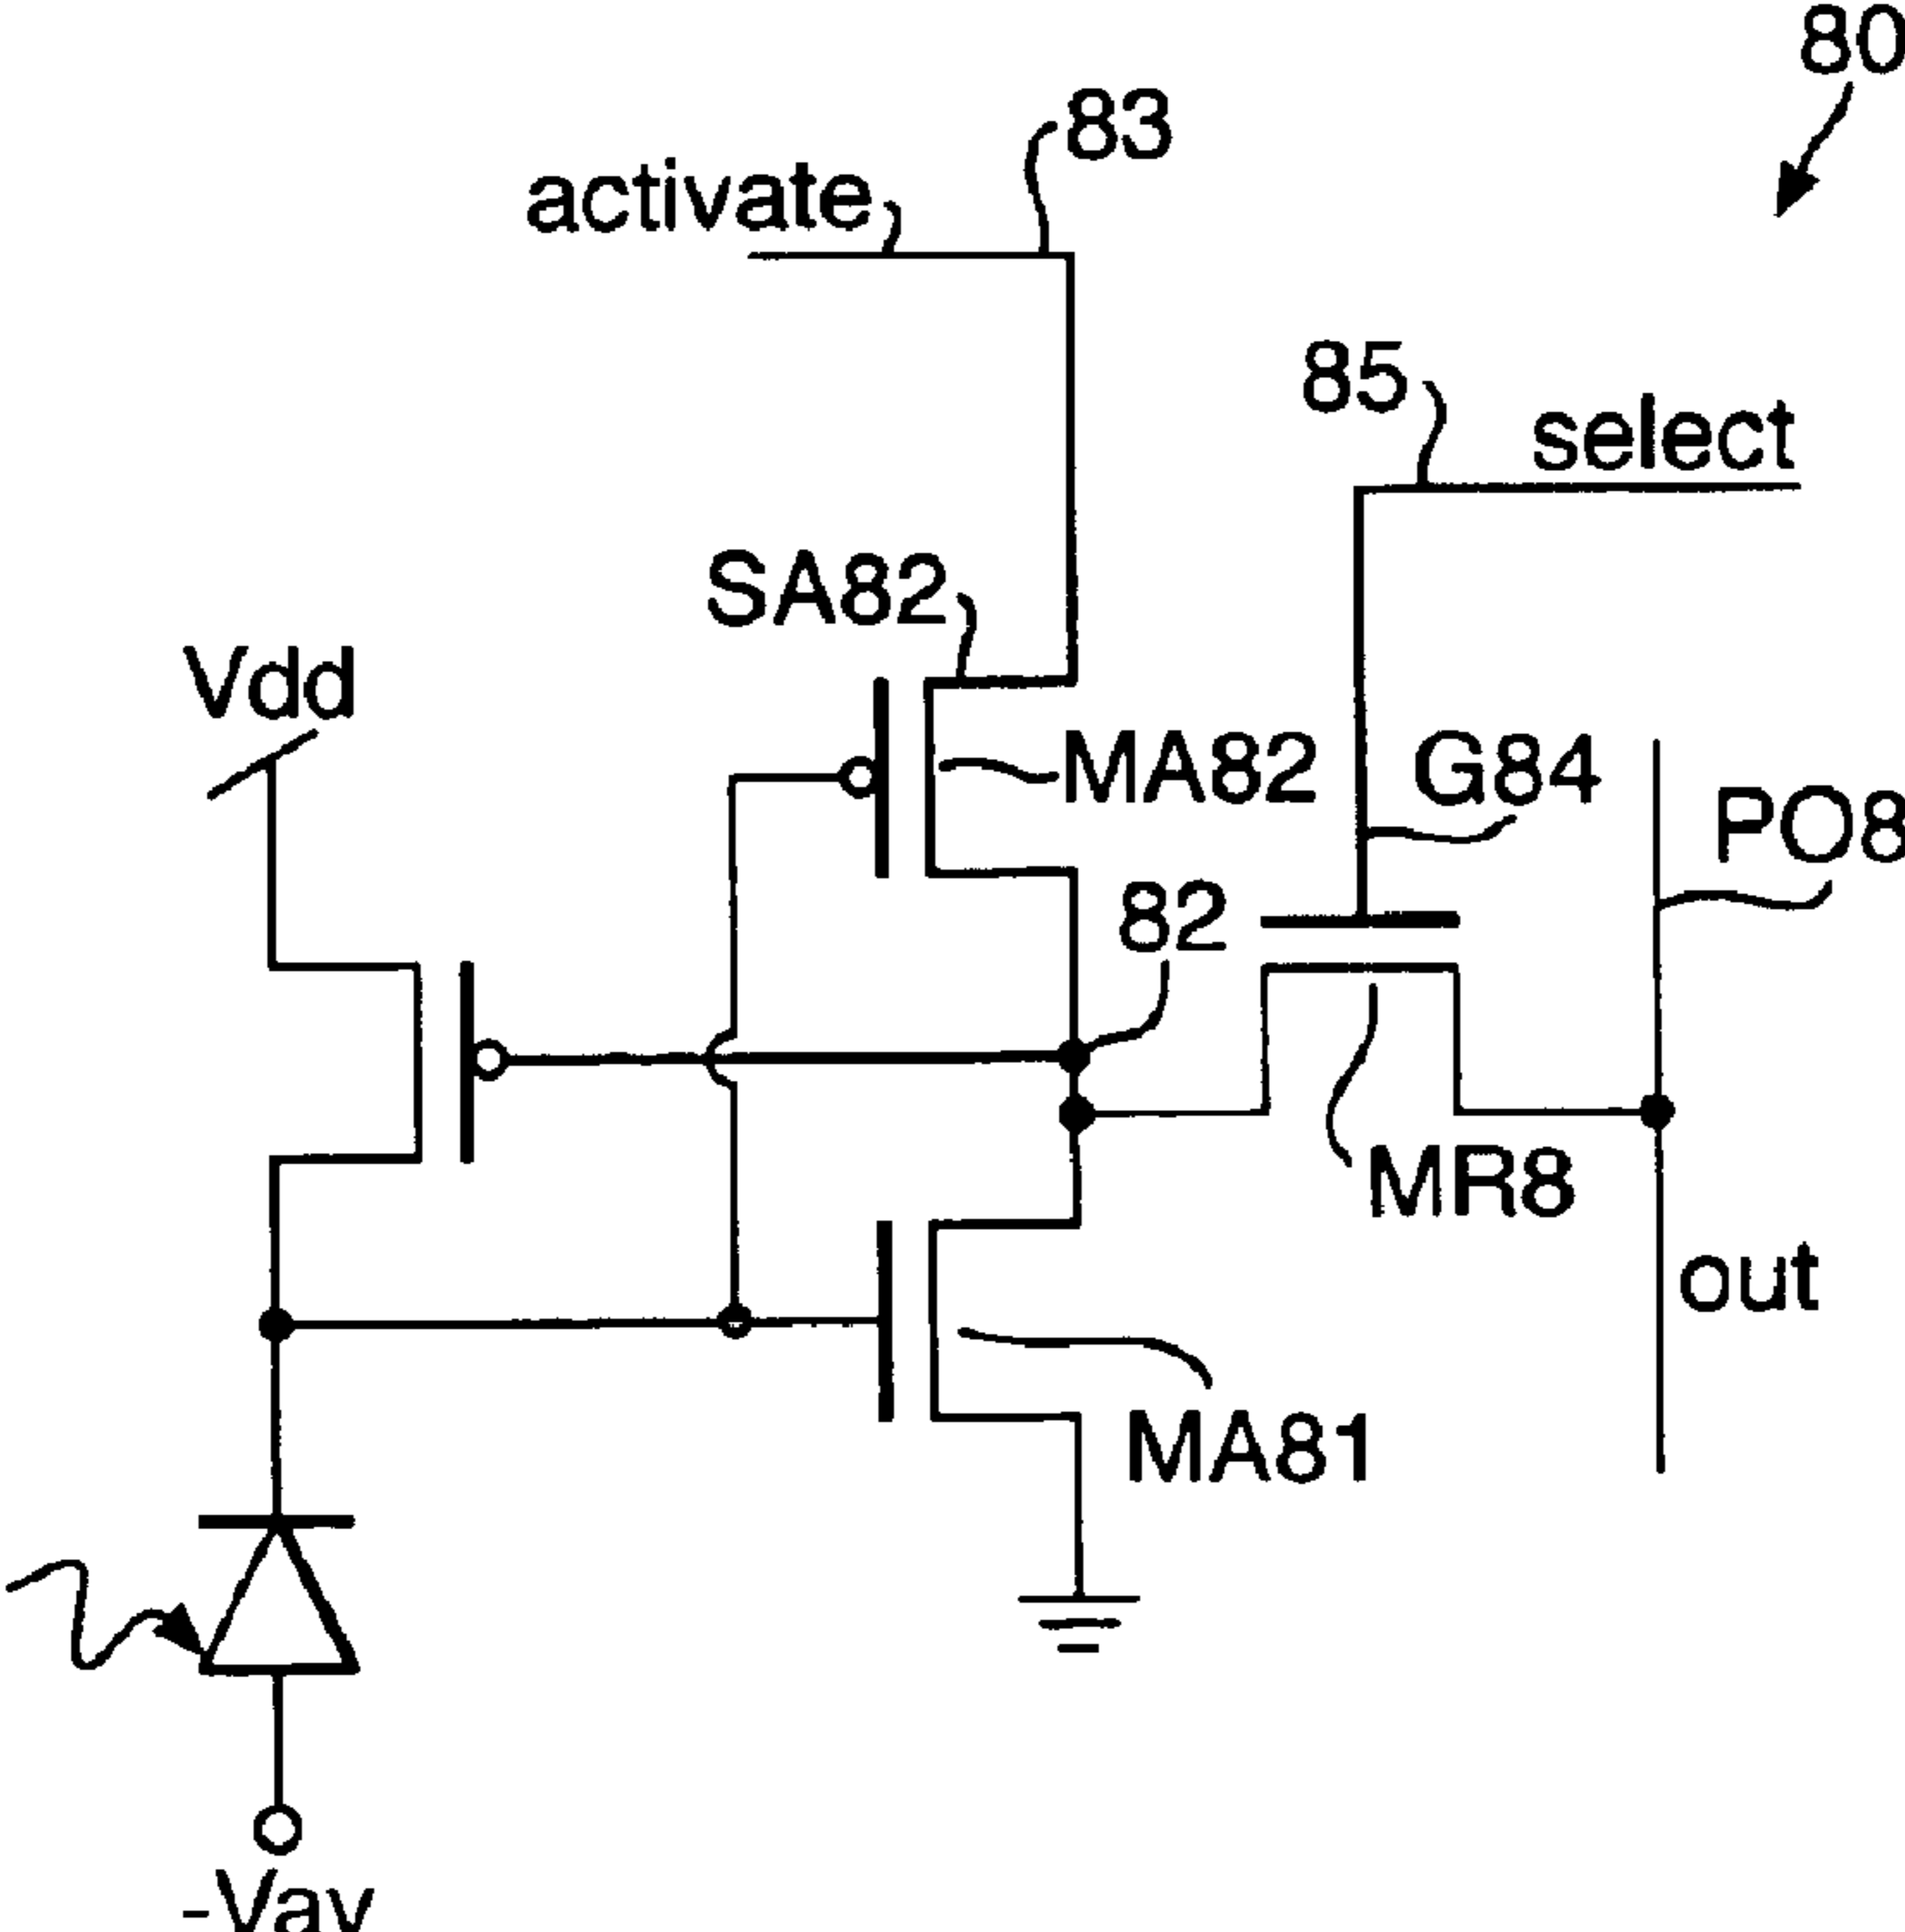 80
83
activate
85
select
SA82
Vdd
MA82
G84
PO8
82
MR8
out
MA81
-Vav